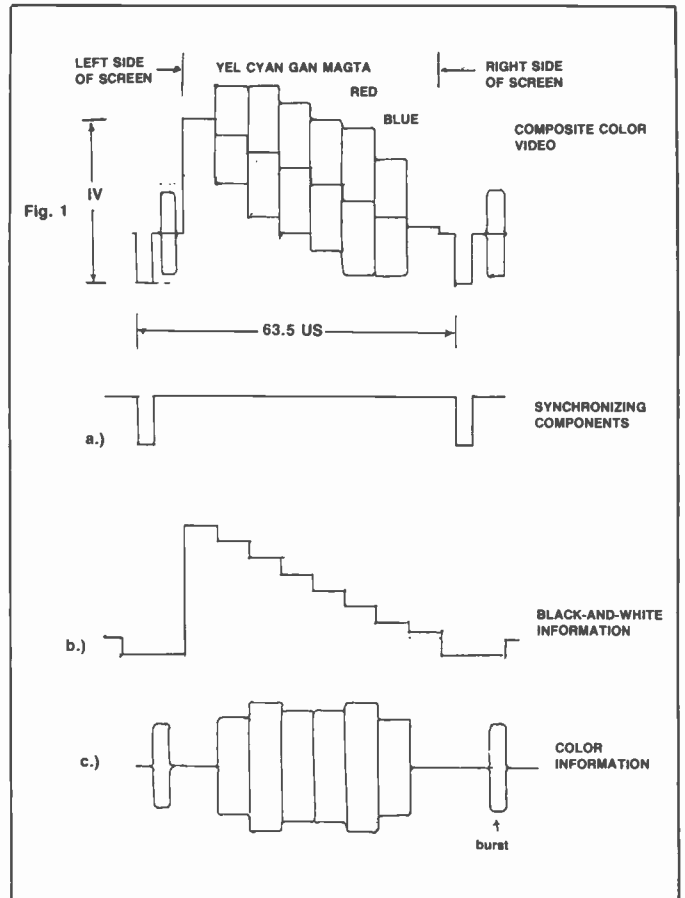 LEFT SIDE
OF SCREEN
YEL CYAN GAN MAGTA
RED
BLUE
RIGHT SIDE
OF SCREEN
COMPOSITE COLOR
VIDEO
Fig. 1
IV
63.5 US
a.)
SYNCHRONIZING
COMPONENTS
b.)
BLACK-AND-WHITE
INFORMATION
c.)
COLOR
INFORMATION
burst